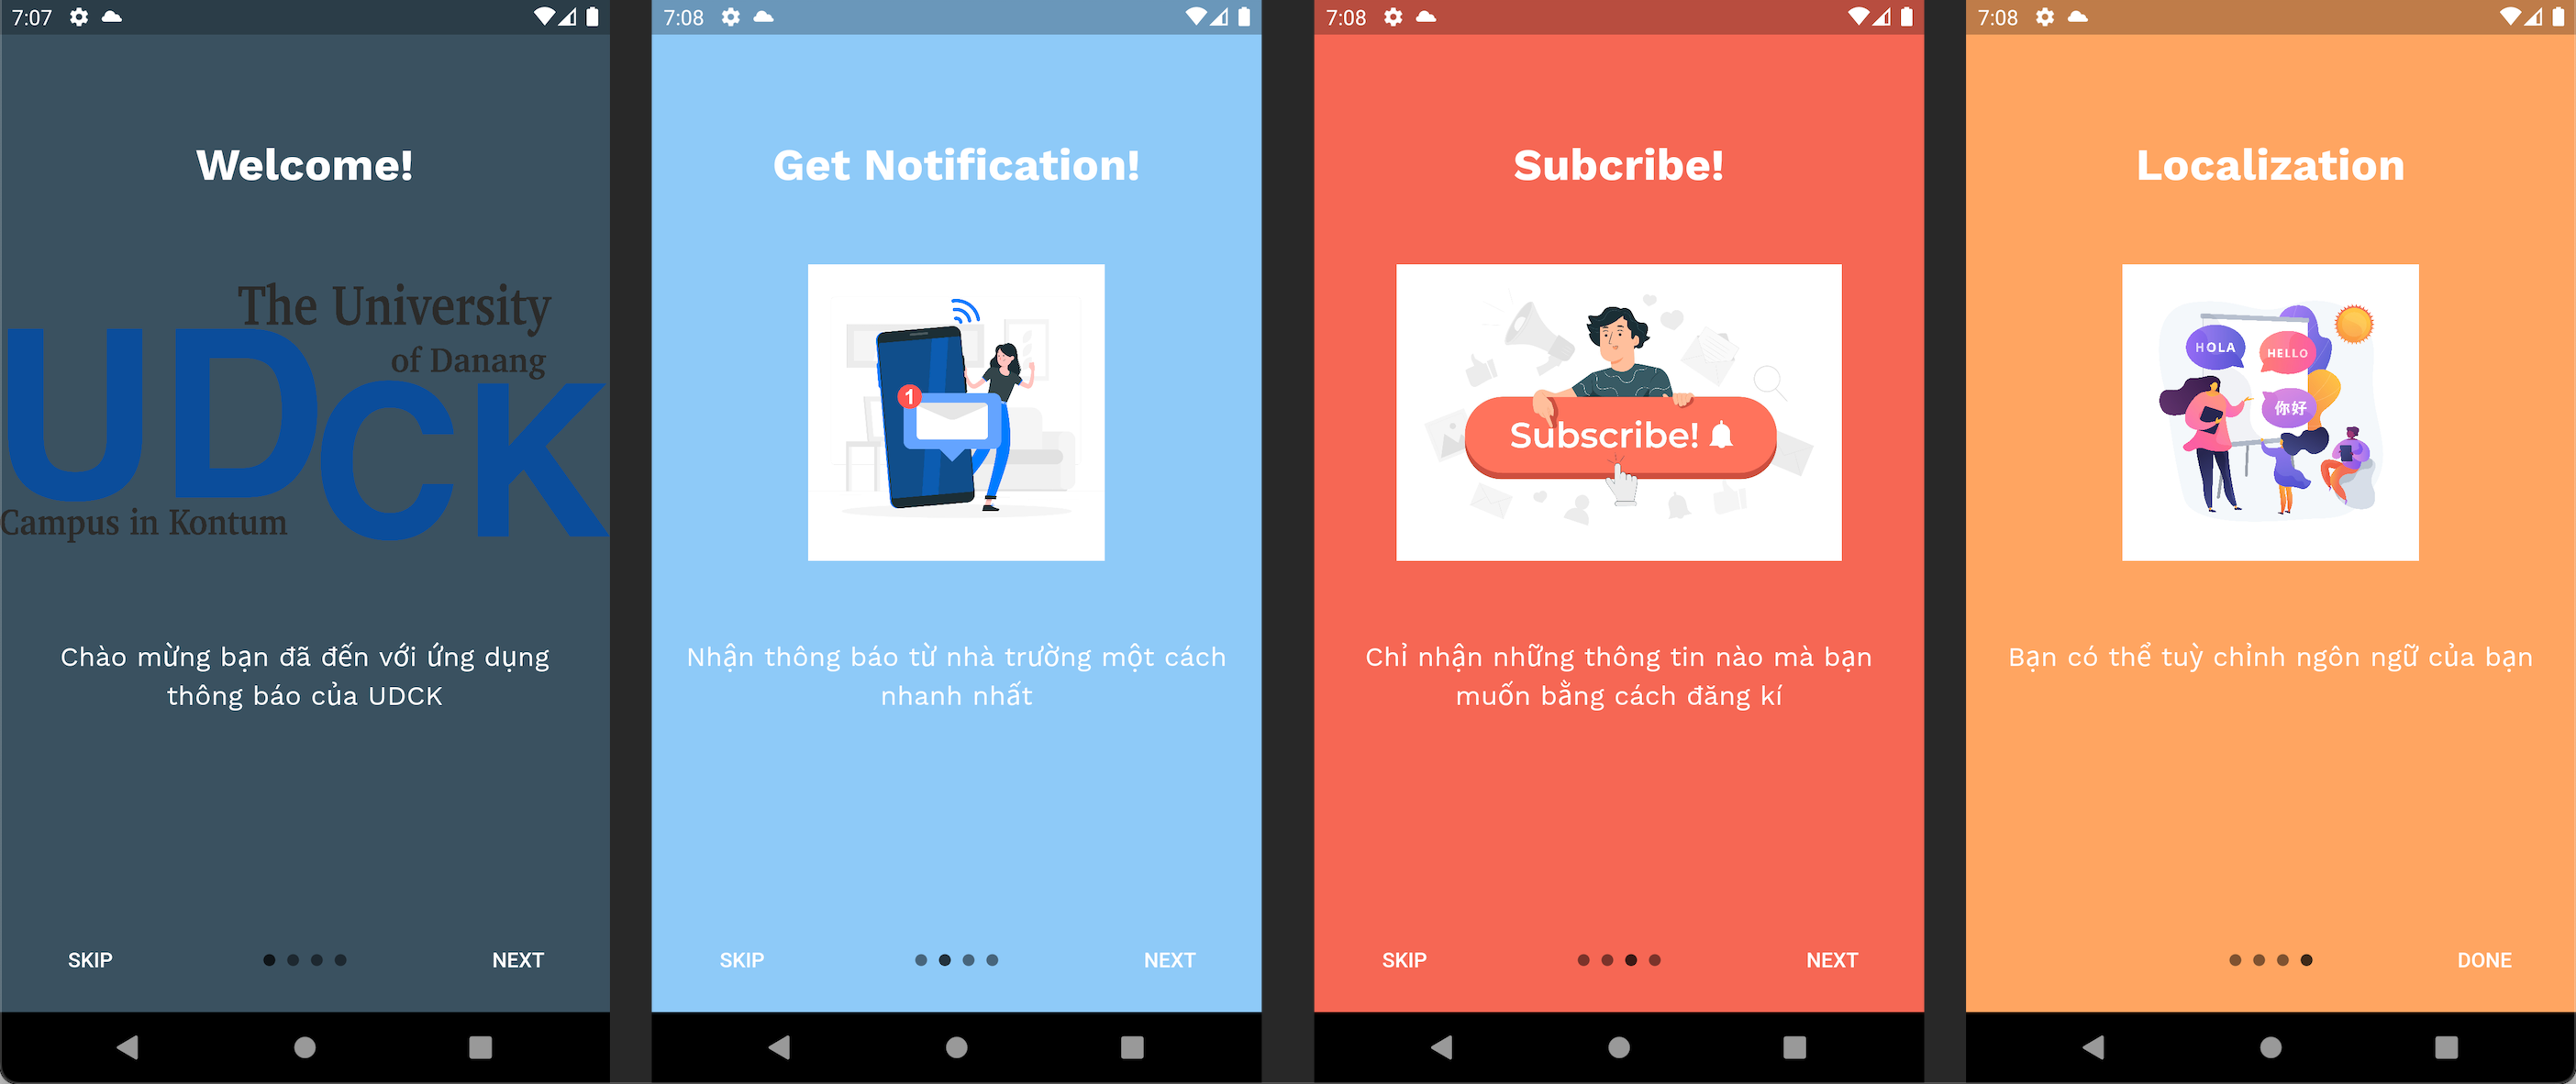 7:07
Welcome!
The University
of Danang
UDCK
Campus in Kontum
Chào mừng bạn đã đến với ứng dụng
thông báo của UDCK
SKIP
NEXT
7:08
Get Notification!
1
Nhận thông báo từ nhà trường một cách
nhanh nhất
SKIP
NEXT
7:08
Subcribe!
Subscribe!
Chỉ nhận những thông tin nào mà bạn
muốn bằng cách đăng kí
SKIP
NEXT
7:08
Localization
HOLA
HELLO
你好
Bạn có thể tuỳ chỉnh ngôn ngữ của bạn
DONE